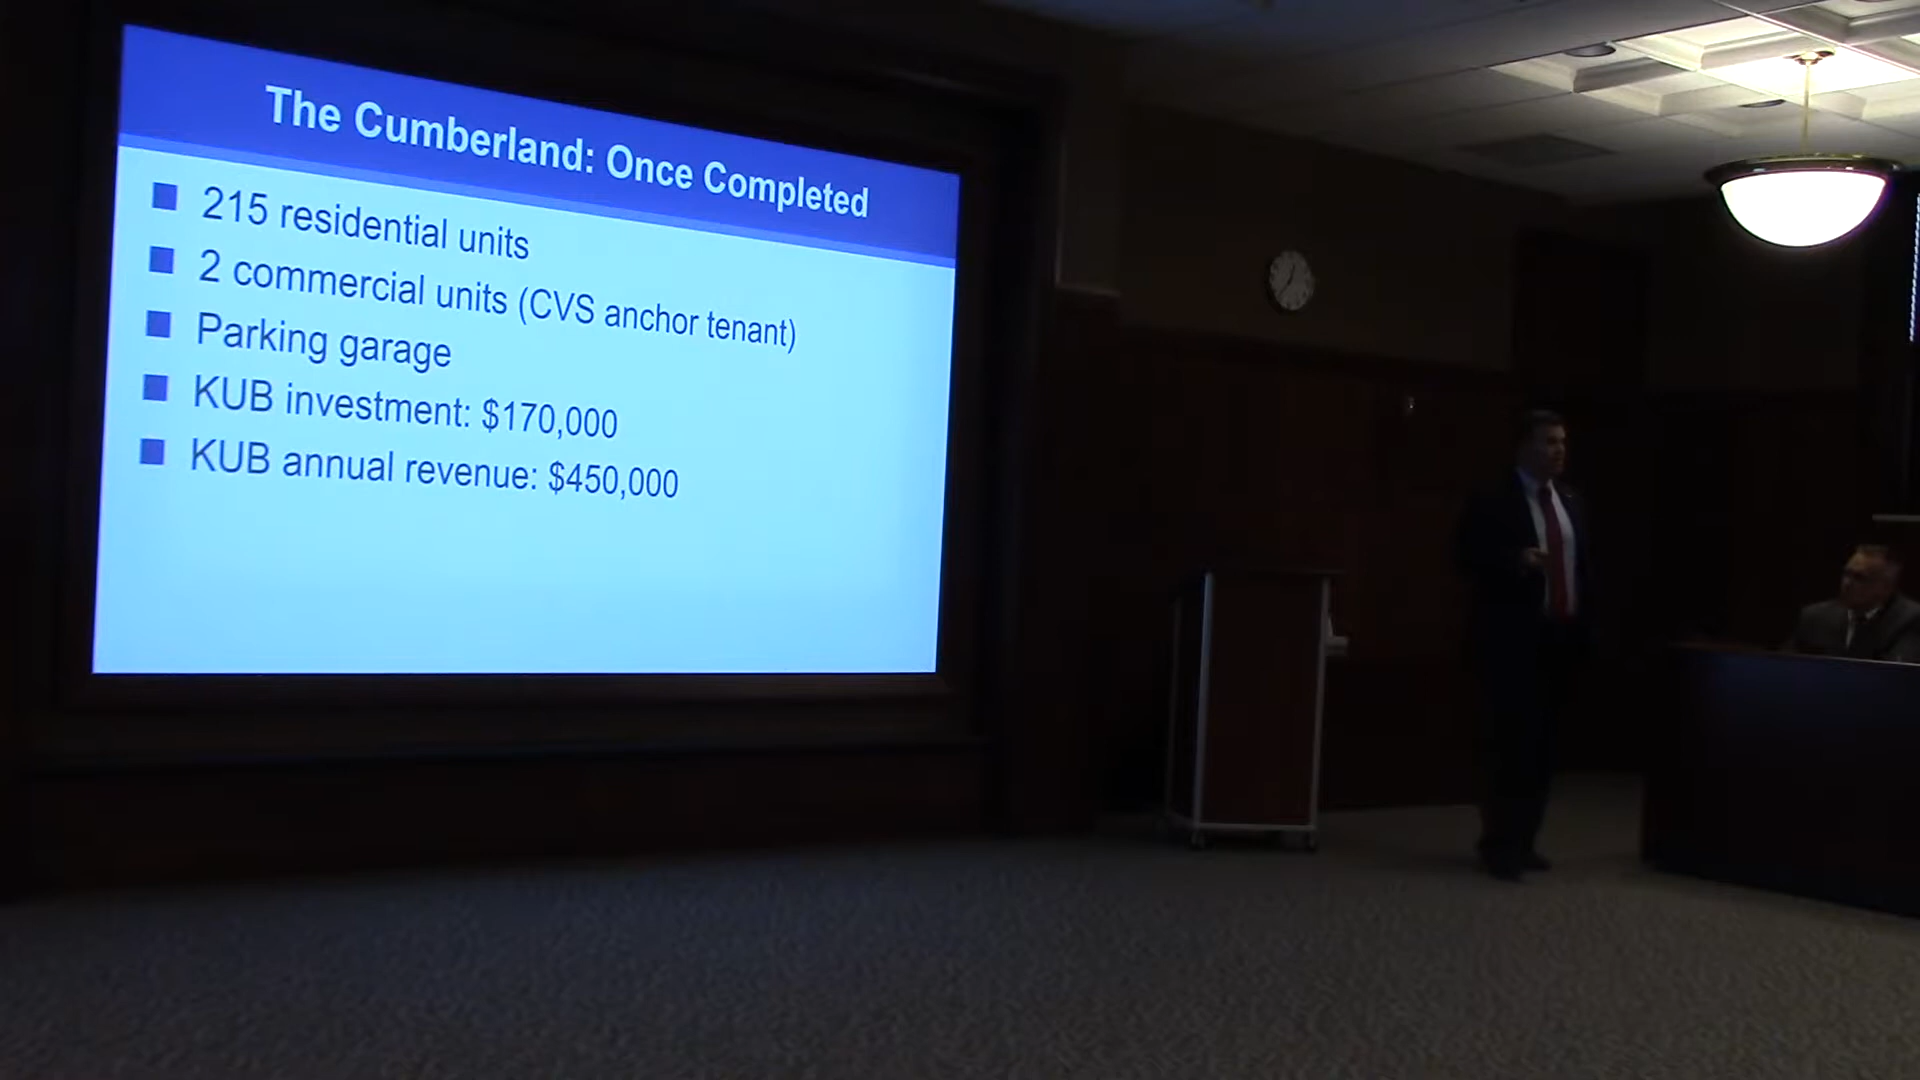 The Cumberland: Once Completed
215 residential units
2 commercial units (CVS anchor tenant)
Parking garage
KUB investment: $170,000
KUB annual revenue: $450,000